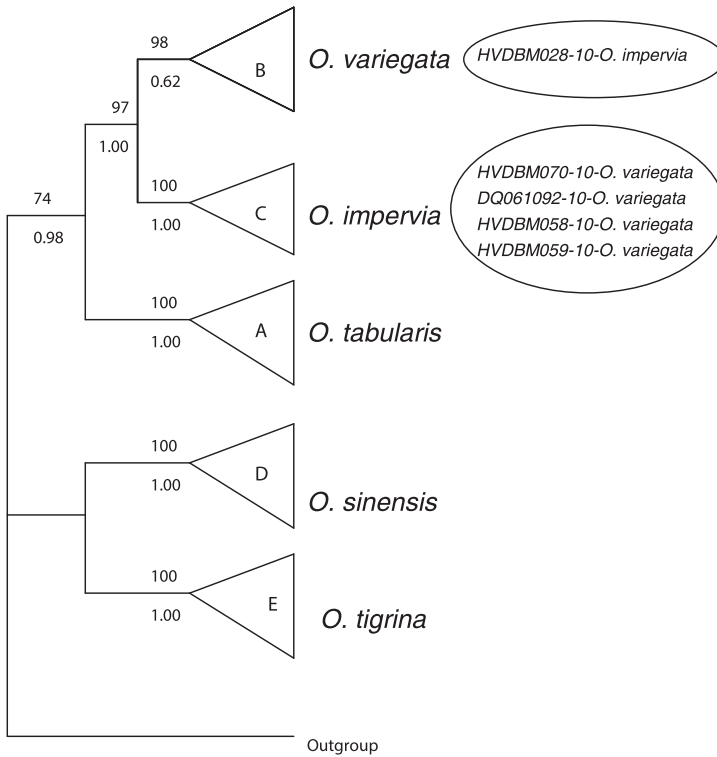 98
B
O. variegata
HVDBM028-10-O. impervia
0.62
97
1.00
100
C
O. impervia
1.00
HVDBM070-10-O. variegata
DQ061092-10-O. variegata
HVDBM058-10-O. variegata
HVDBM059-10-O. variegata
74
0.98
100
A
O. tabularis
1.00
100
D
1.00
O. sinensis
100
E
1.00
O. tigrina
Outgroup